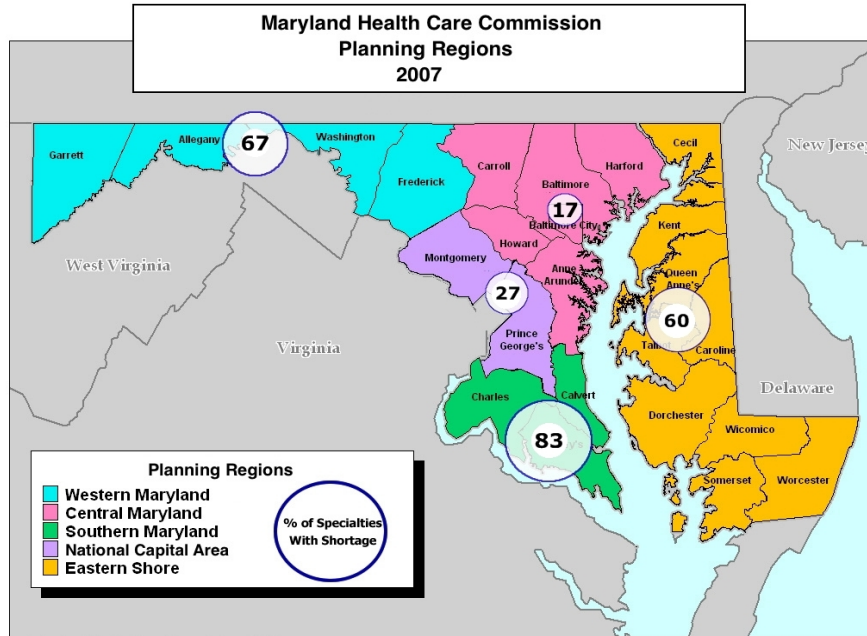 Maryland Health Care Commission
Planning Regions
2007
New Jersey
Garrett
Allegany
67
Washington
Frederick
Carroll
Baltimore
Harford
Cecil
17
Baltimore City
Kent
Howard
Montgomery
Anne
Arundel
Queen
Anne's
West Virginia
27
60
Virginia
Prince
George's
Caroline
Delaware
Charles
Calvert
83
Dorchester
Wicomico
Somerset
Worcester
Planning Regions
Western Maryland
Central Maryland
Southern Maryland
National Capital Area
Eastern Shore
% of Specialties
With Shortage